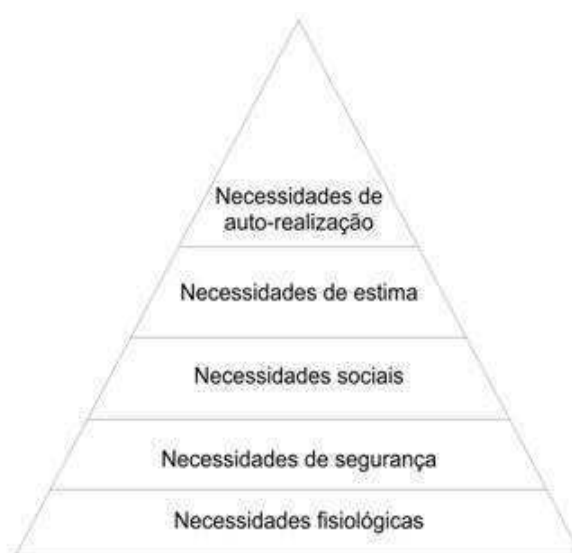 Necessidades de
auto-realização
Necessidades de estima
Necessidades sociais
Necessidades de segurança
Necessidades fisiológicas